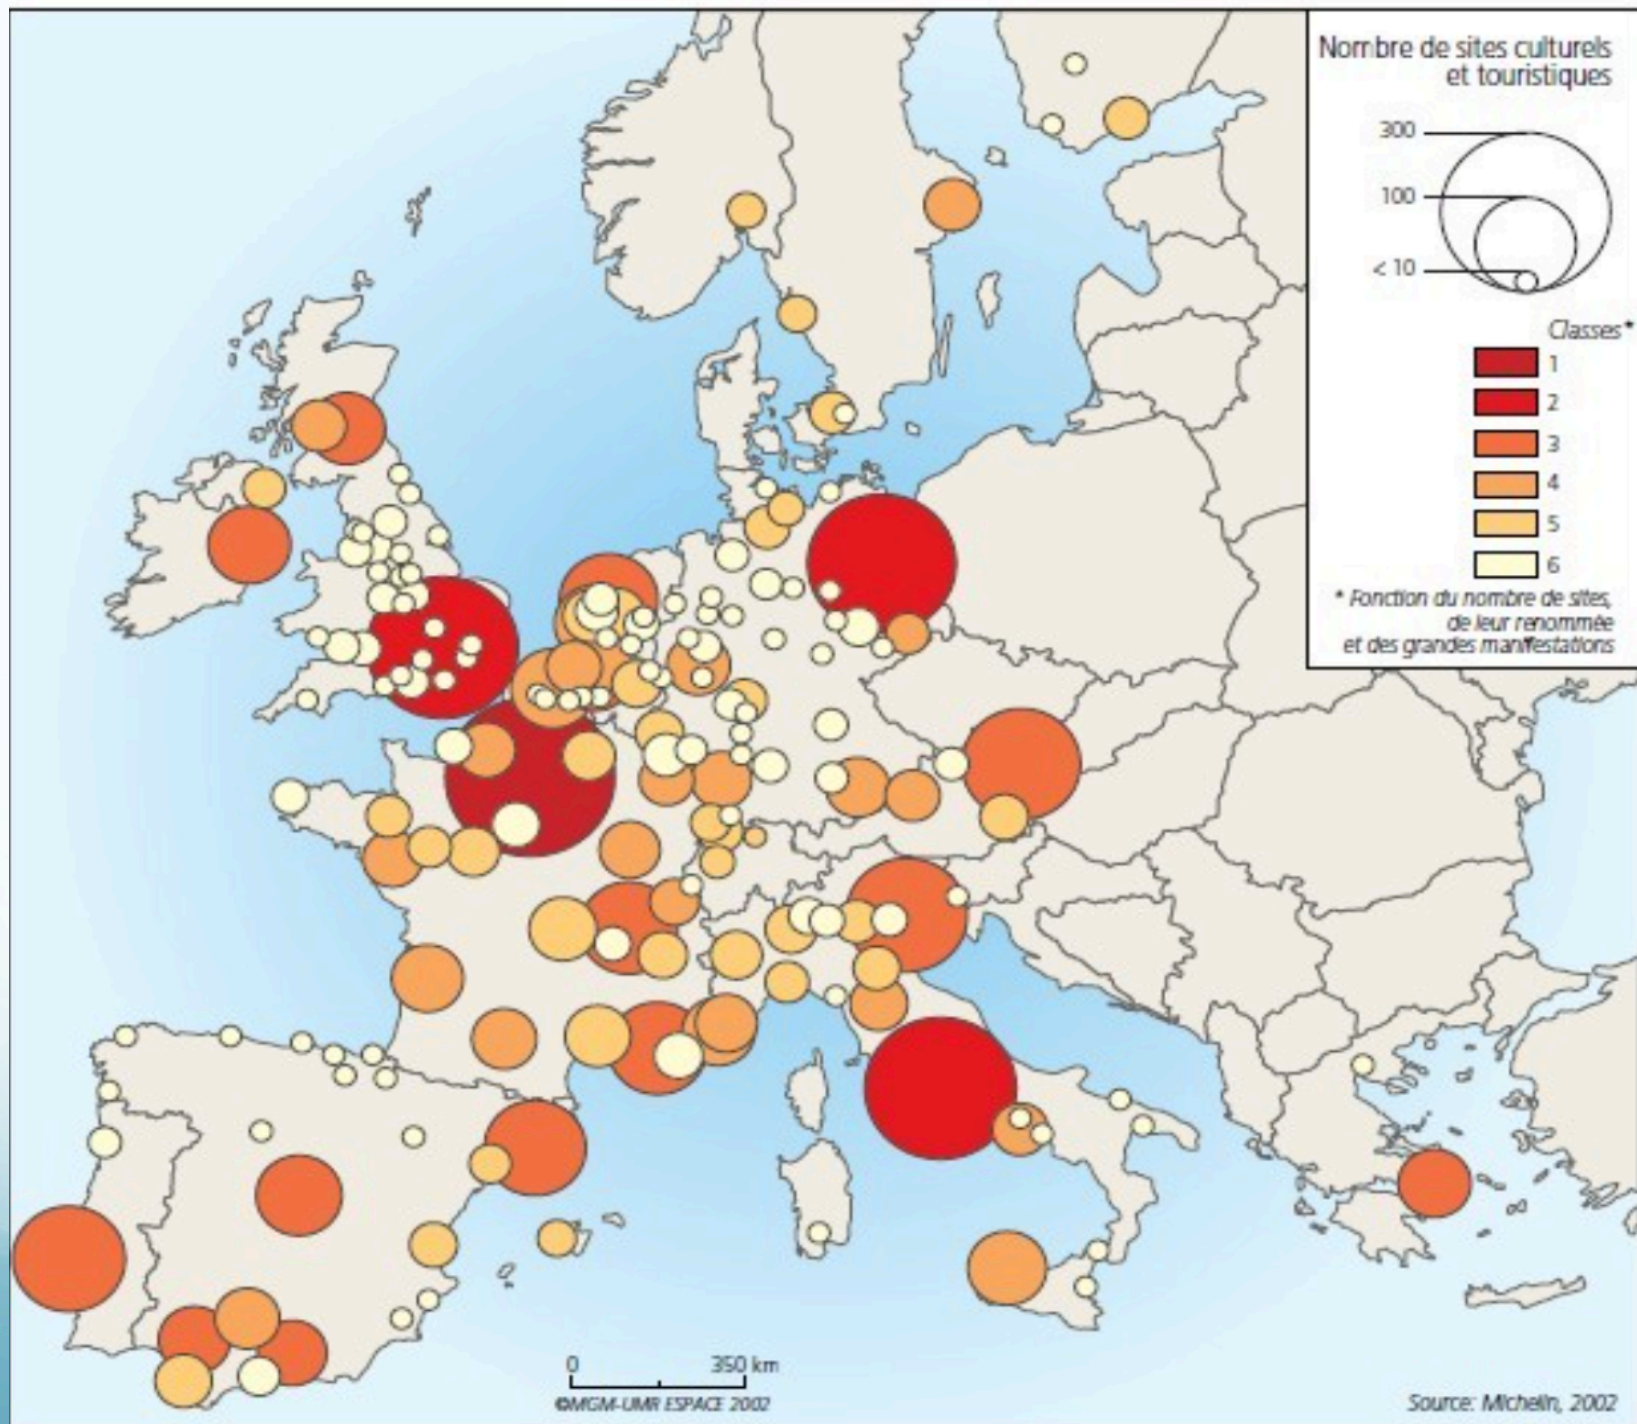 Nombre de sites culturels
et touristiques
300
100
< 10
Classes*
1
2
3
4
5
6
* Fonction du nombre de sites,
de leur renommée
et des grandes manifestations
0 350 km
©MGM-UMR ESPACE 2002
Source: Michelin, 2002